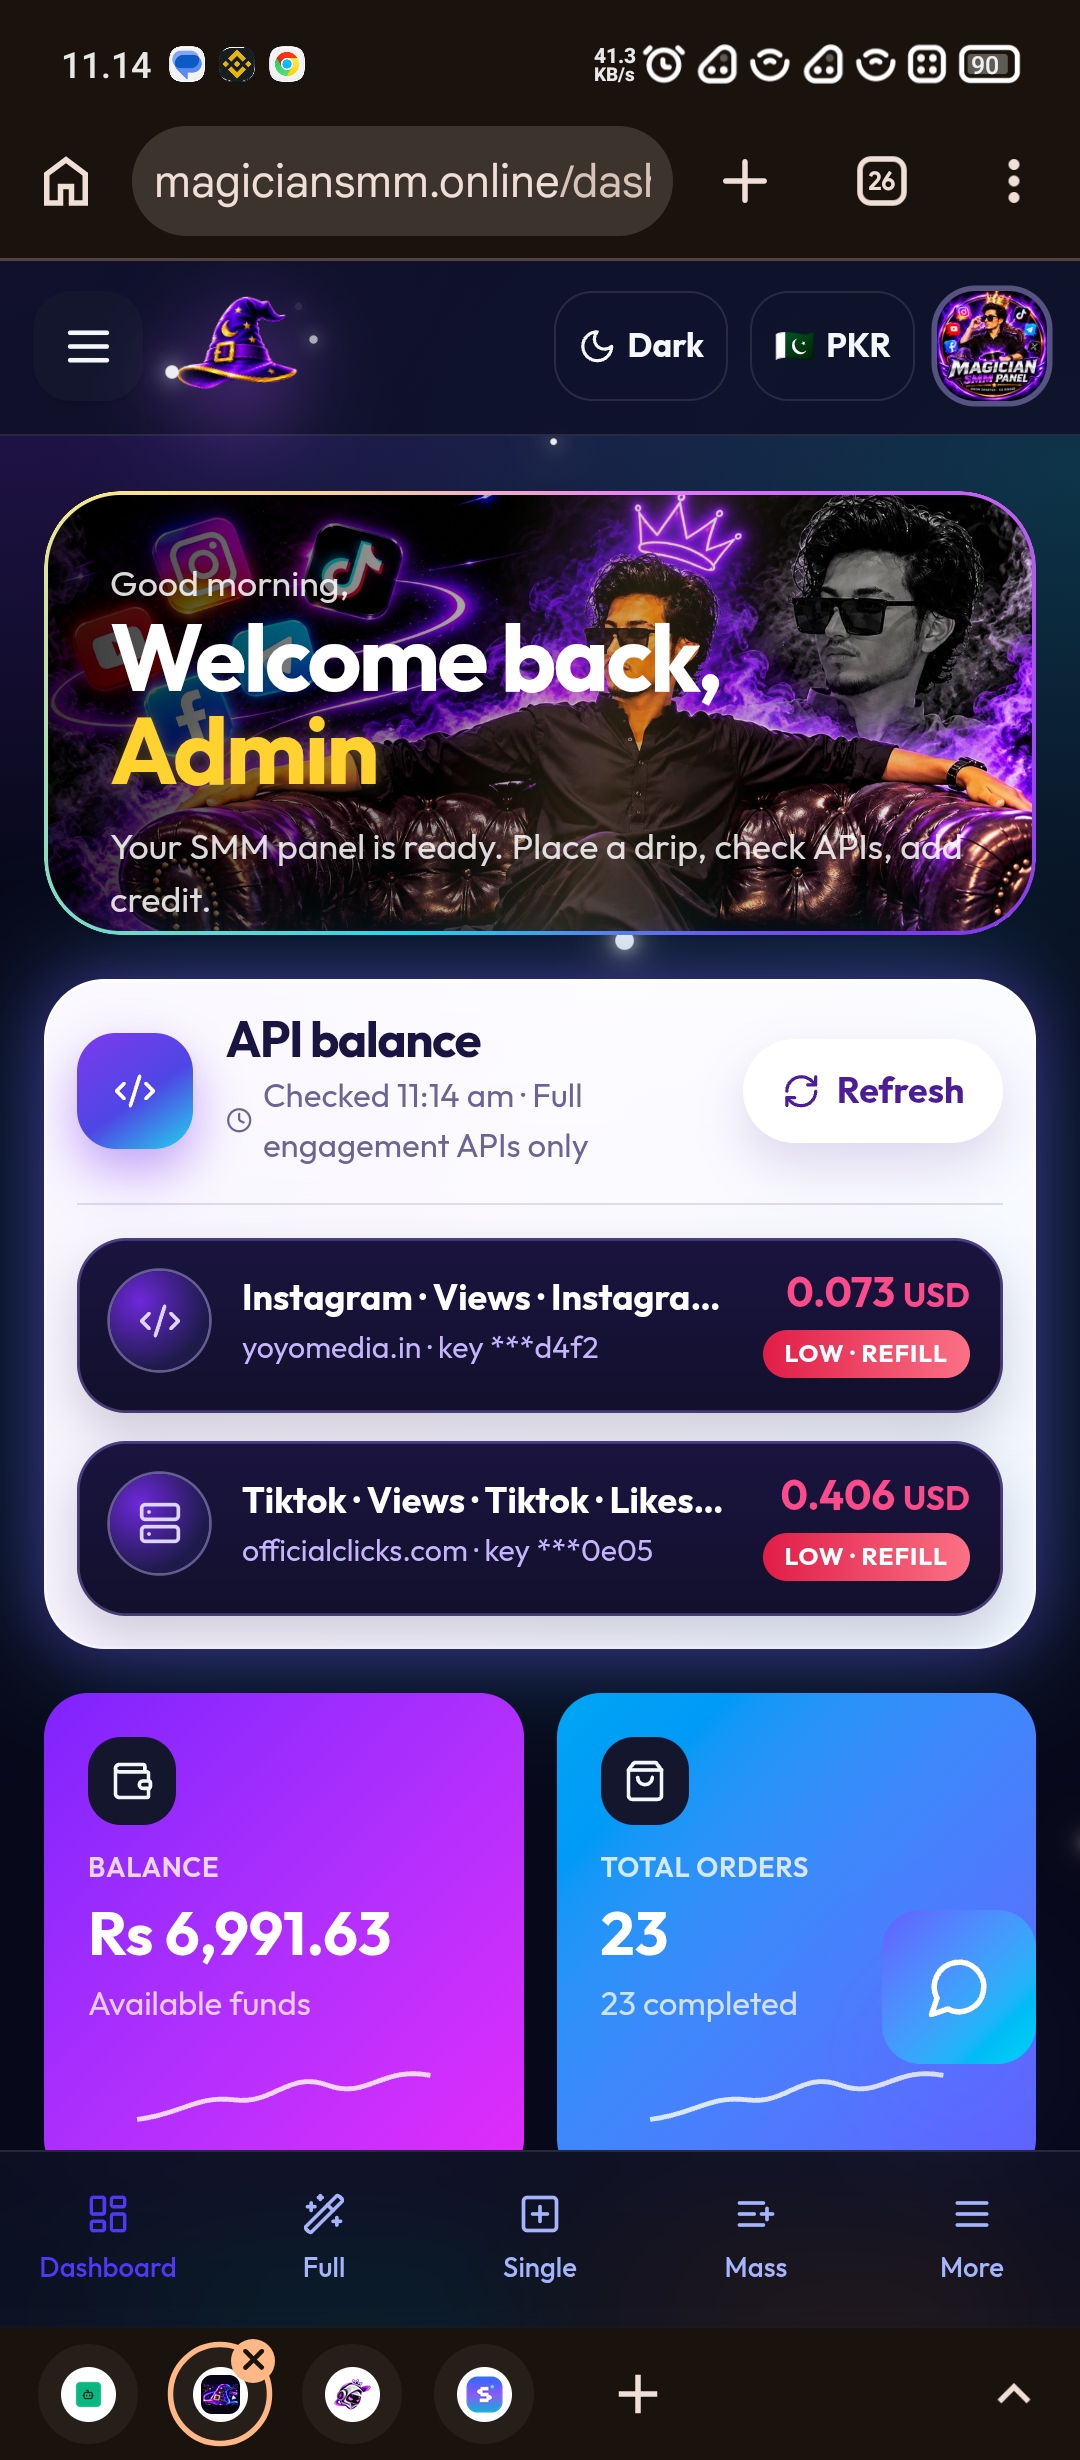 11.14
41.3
KB/s
90
magiciansmm.online/dash
26
Dark
PKR
MAGICIAN
SMM PANEL
Good morning,
Welcome back,
Admin
Your SMM panel is ready. Place a drip, check APIs, add
credit.
API balance
Checked 11:14 am · Full
engagement APIs only
Refresh
Instagram · Views · Instagra...
0.073 USD
yoyomedia.in · key ***d4f2
LOW · REFILL
Tiktok · Views · Tiktok · Likes...
0.406 USD
officialclicks.com · key ***0e05
LOW · REFILL
BALANCE
Rs 6,991.63
Available funds
TOTAL ORDERS
23
23 completed
Dashboard
Full
Single
Mass
More